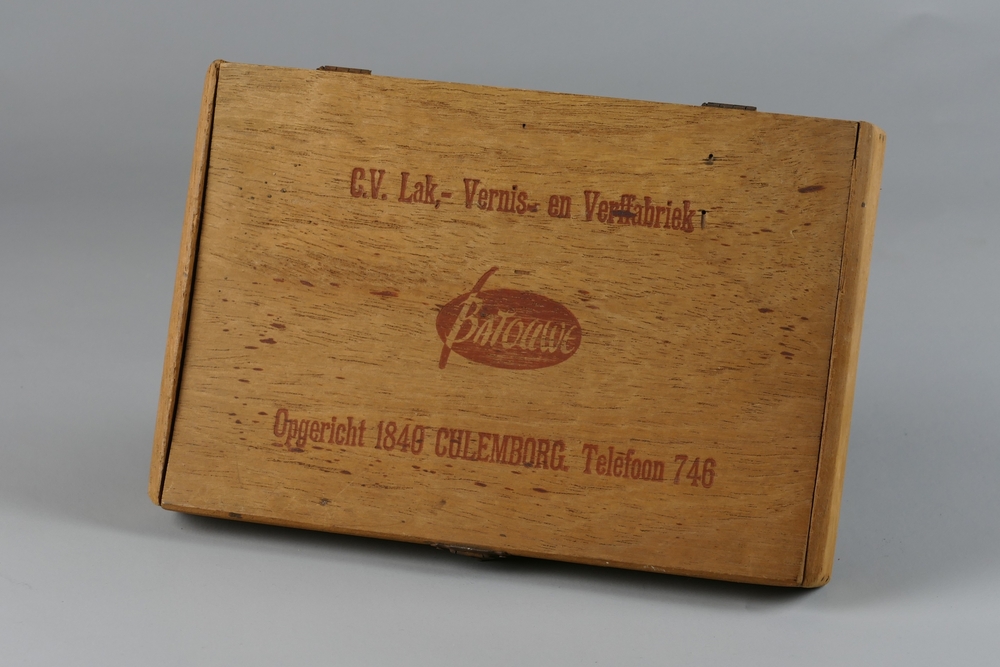 C.V. Lak,- Vernis- en Verffabriek
BATOUWE
Opgericht 1840 CULEMBORG. Telefoon 746